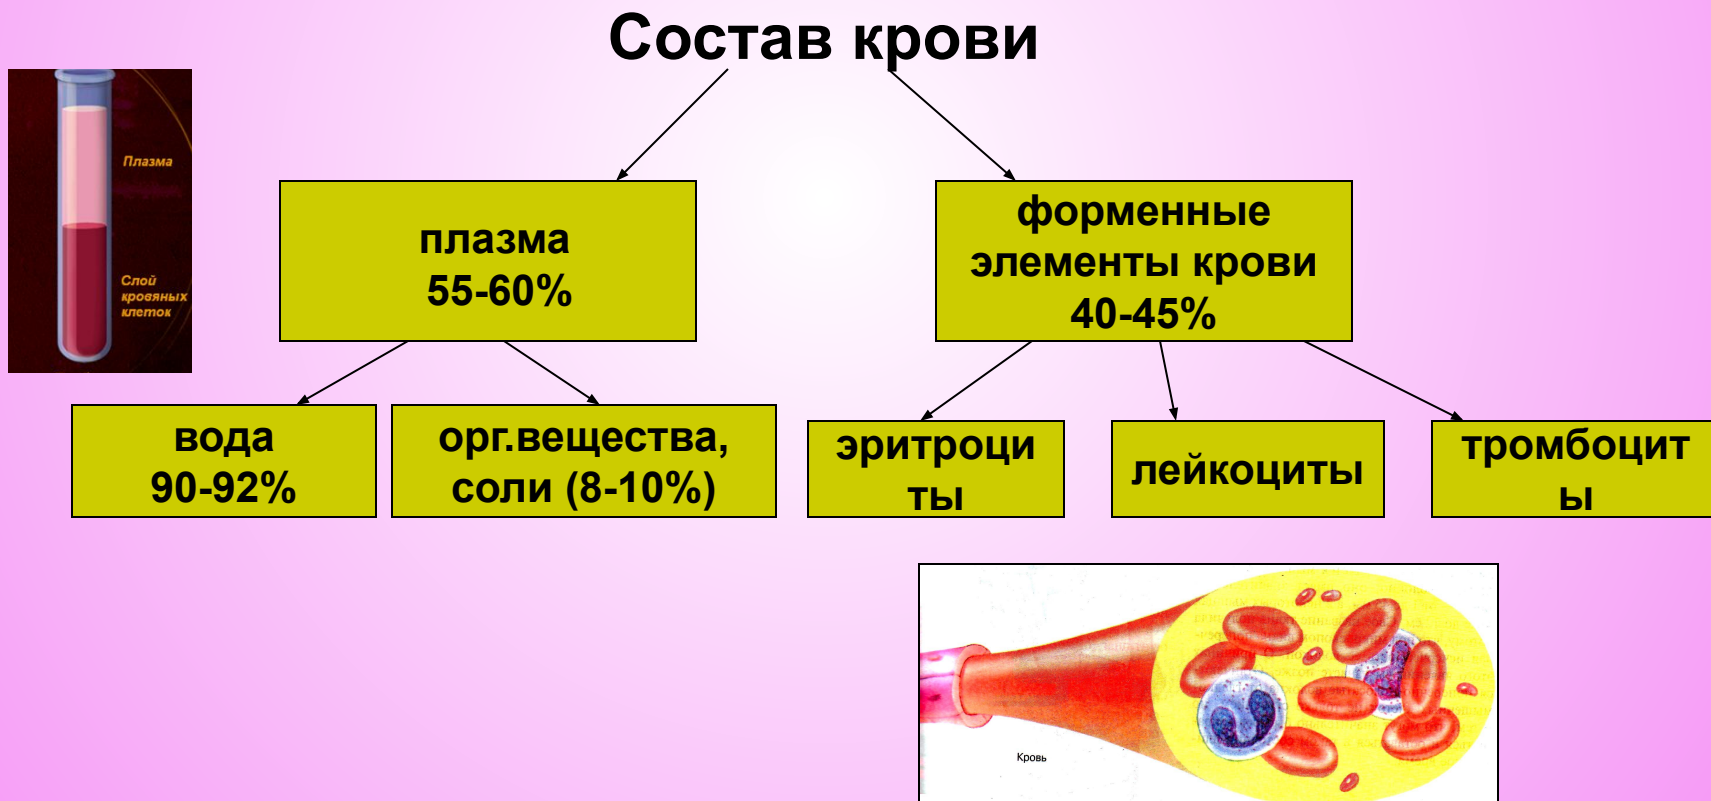 Состав крови
Плазма
Слой
кровяных
клеток
плазма
55-60%
форменные
элементы крови
40-45%
вода
90-92%
орг.вещества,
соли (8-10%)
эритроци
ты
лейкоциты
тромбоцит
ы
Кровь